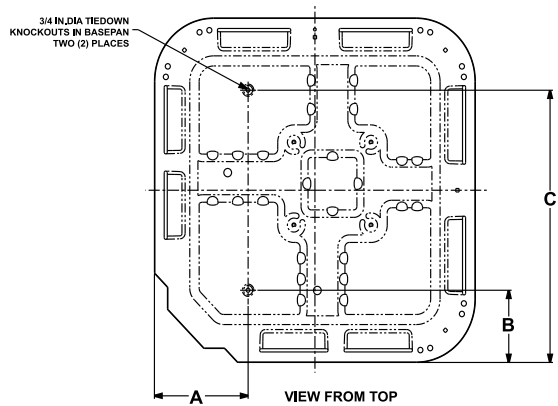 3/4 IN,DIA TIEDOWN
KNOCKOUTS IN BASEPAN
TWO (2) PLACES
C
B
A
VIEW FROM TOP